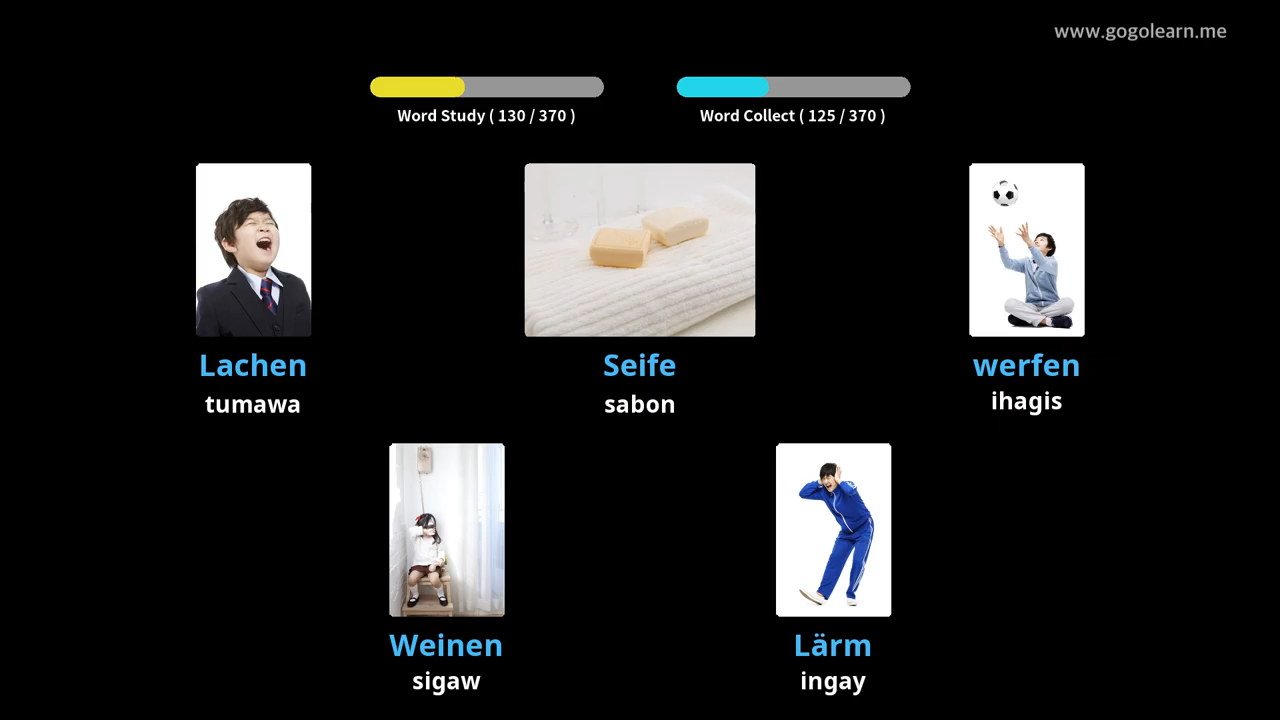 www.gogolearn.me
Word Study ( 130 / 370 )
Word Collect ( 125 / 370 )
Lachen
tumawa
Seife
sabon
werfen
ihagis
Weinen
sigaw
Lärm
ingay